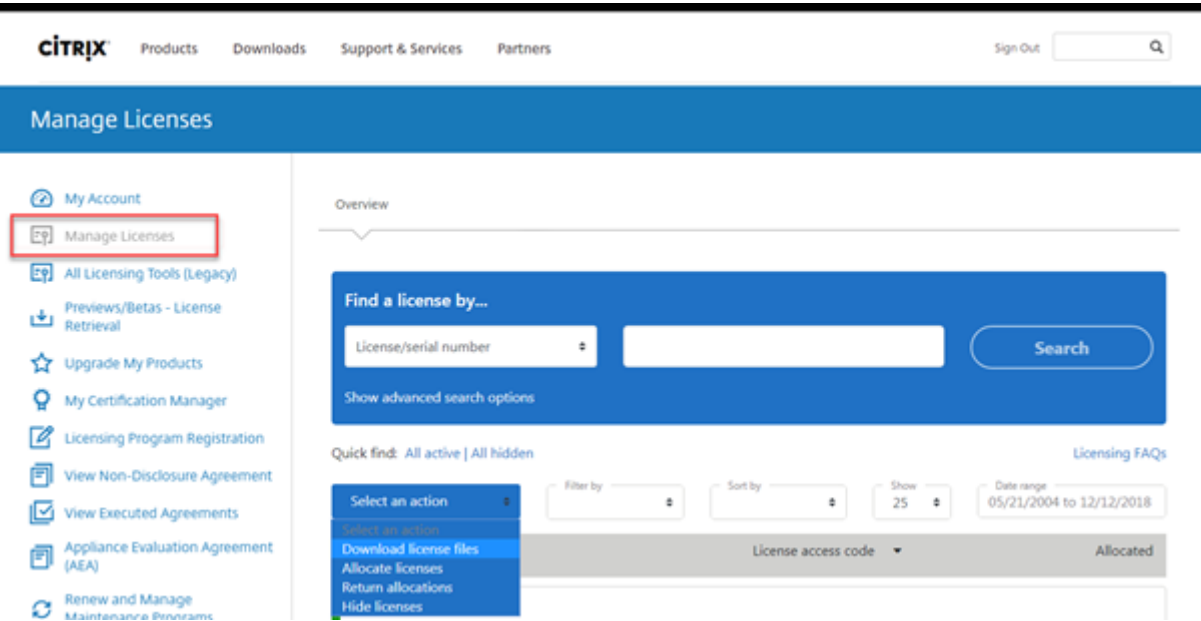 CITRIX Products Downloads Support & Services Partners Sign Out
Manage Licenses
My Account
Manage Licenses
All Licensing Tools (Legacy)
Previews/Betas - License
Retrieval
Upgrade My Products
My Certification Manager
Licensing Program Registration
View Non-Disclosure Agreement
View Executed Agreements
Appliance Evaluation Agreement
(AEA)
Renew and Manage
Maintenance Programs
Overview
Find a license by...
License/serial number
Search
Show advanced search options
Quick find: All active | All hidden
Licensing FAQs
Select an action
Filter by
Sort by
Show
25
Date range
05/21/2004 to 12/12/2018
Select an action
Download license files
Allocate licenses
Return allocations
Hide licenses
License access code
Allocated